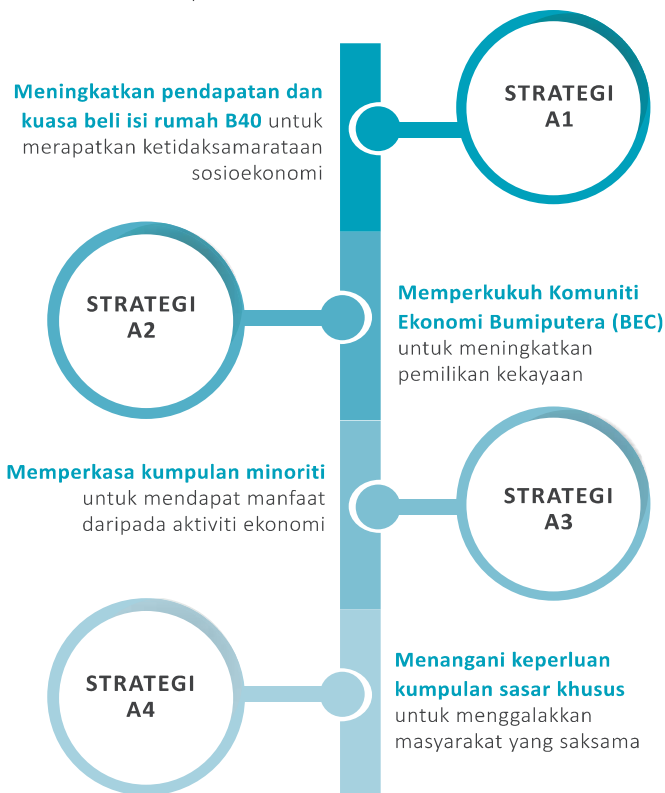 STRATEGI
A1
Meningkatkan pendapatan dan
kuasa beli isi rumah B40 untuk
merapatkan ketidaksamarataan
sosioekonomi
STRATEGI
A2
Memperkukuh Komuniti
Ekonomi Bumiputera (BEC)
untuk meningkatkan
pemilikan kekayaan
STRATEGI
A3
Memperkasa kumpulan minoriti
untuk mendapat manfaat
daripada aktiviti ekonomi
STRATEGI
A4
Menangani keperluan
kumpulan sasar khusus
untuk menggalakkan
masyarakat yang saksama